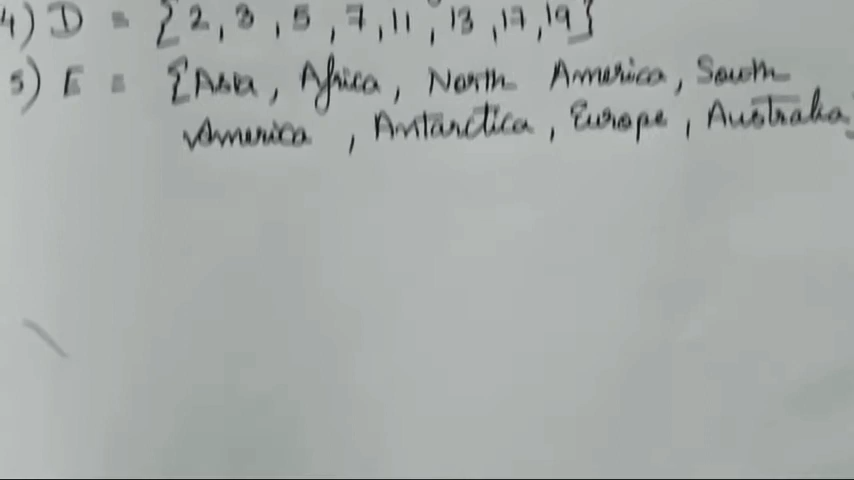 4) D = {2, 3, 5, 7, 11, 13, 17, 19}
5) E = {Asia, Africa, North America, South
America, Antarctica, Europe, Australia}